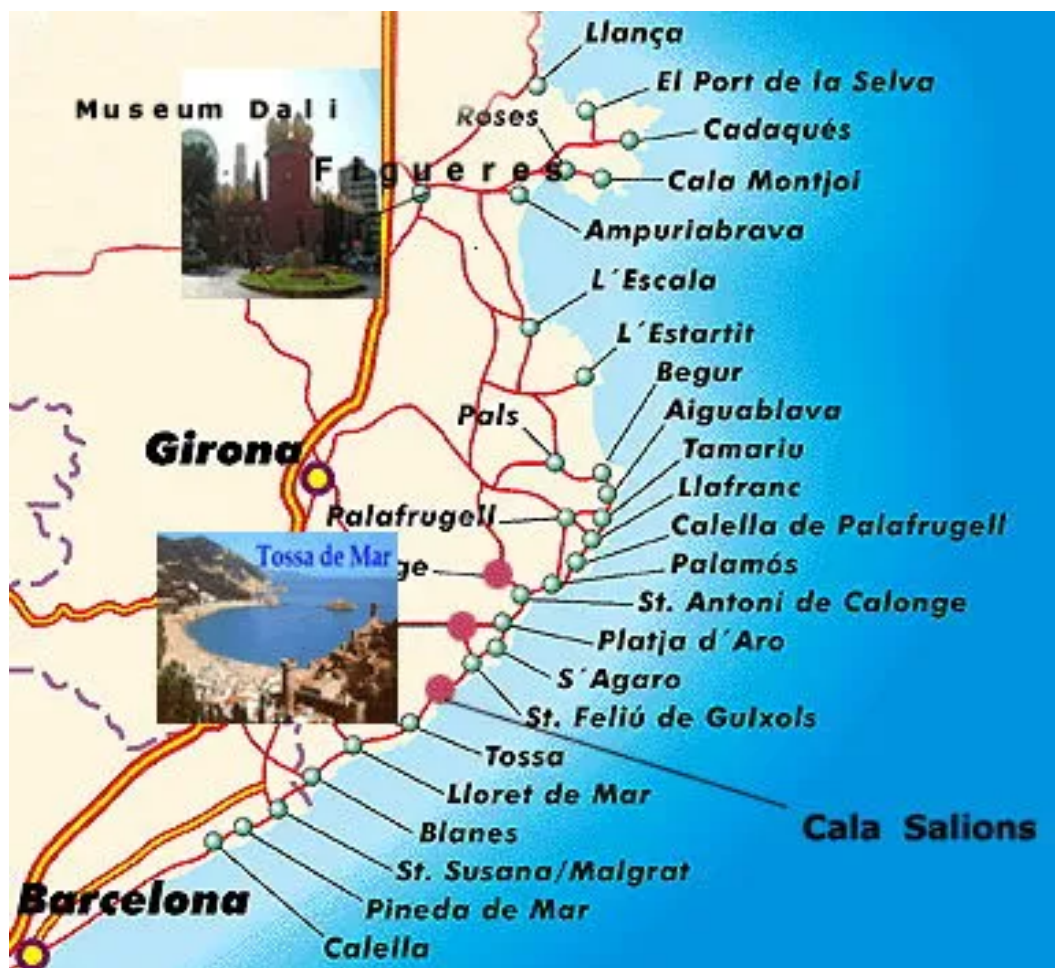 Llança
El Port de la Selva
Museum Dali
Roses
Cadaqués
Figueres
Cala Montjoi
Ampuriabrava
L´Escala
L´Estartit
Begur
Pals
Aiguablava
Girona
Tamariu
Llafranc
Palafrugell
Calella de Palafrugell
Tossa de Mar
ge
Palamós
St. Antoni de Calonge
Platja d´Aro
S´Agaro
St. Feliú de Guixols
Tossa
Lloret de Mar
Cala Salions
Blanes
St. Susana/Malgrat
Barcelona
Pineda de Mar
Calella